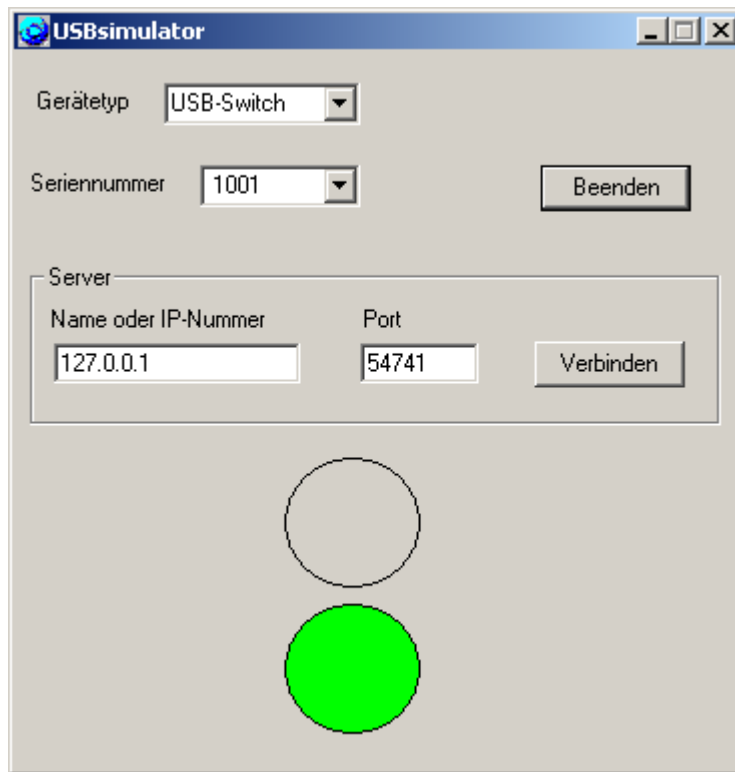 USBsimulator
Gerätetyp USB-Switch
Seriennummer 1001 Beenden
Server
Name oder IP-Nummer Port
127.0.0.1 54741 Verbinden